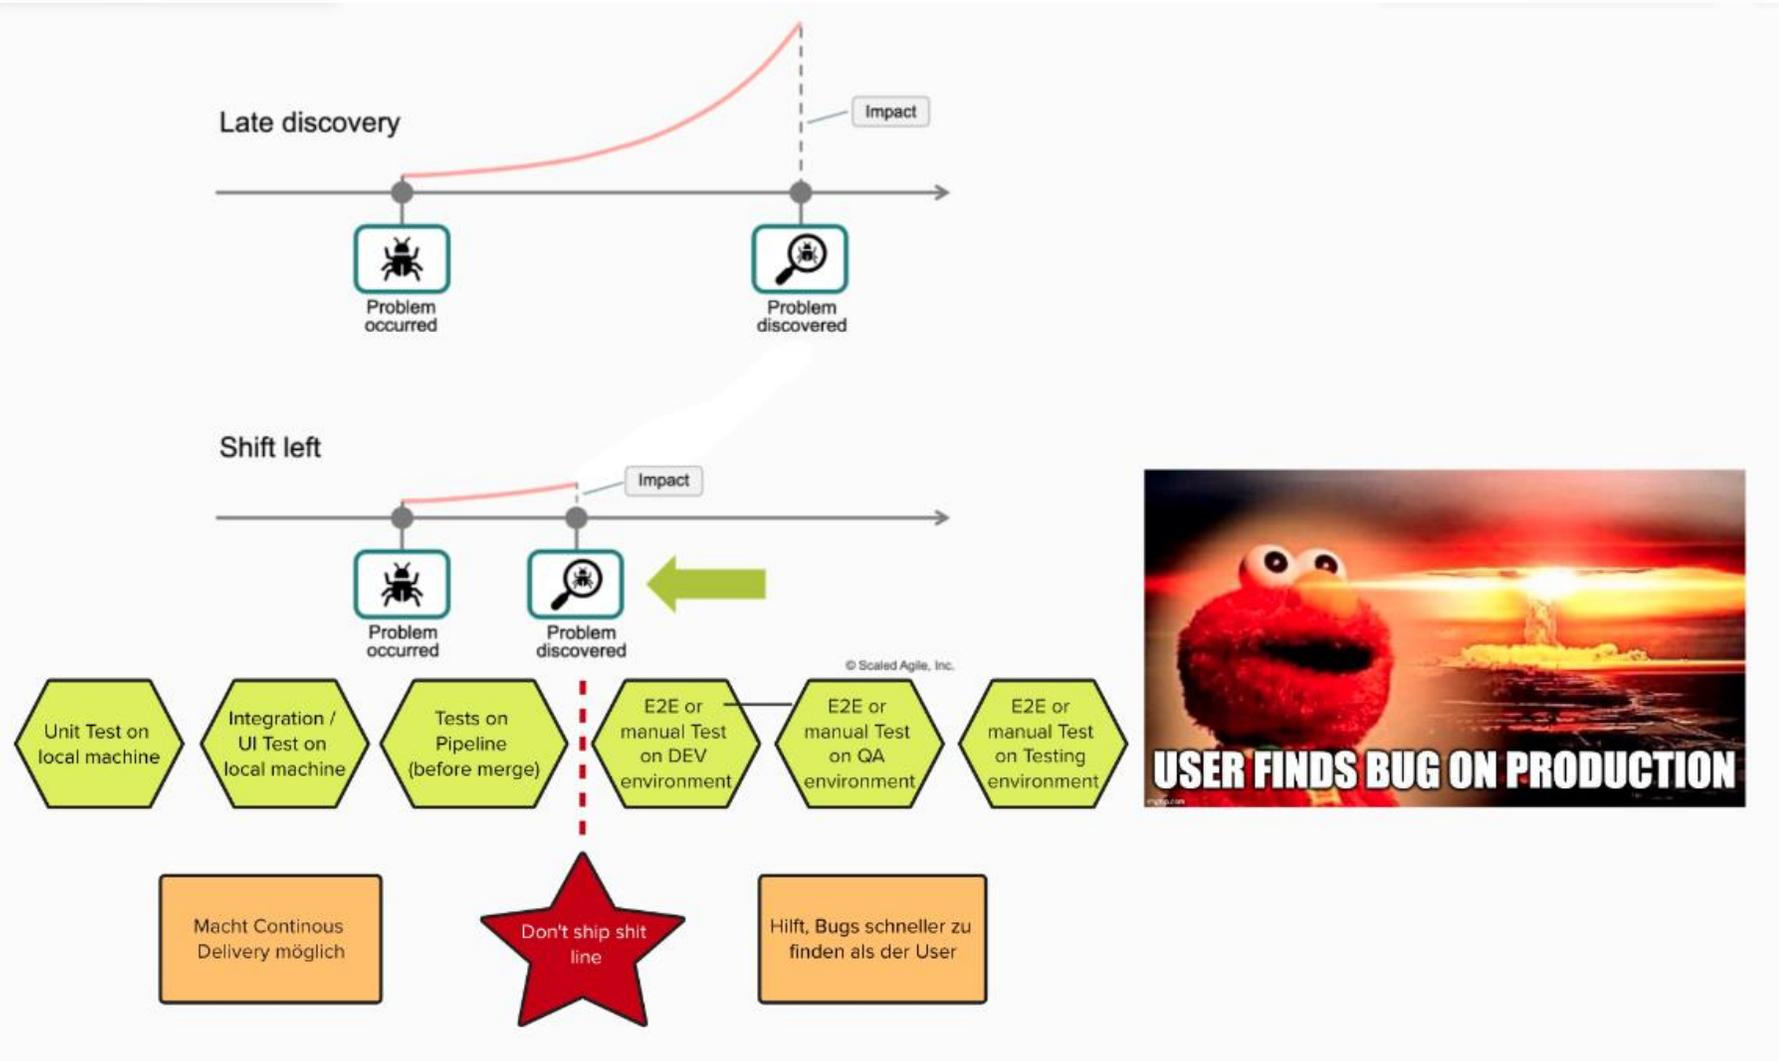 Late discovery
Impact
Problem
occurred
Problem
discovered
Shift left
Impact
Problem
occurred
Problem
discovered
© Scaled Agile, Inc.
Unit Test on
local machine
Integration /
UI Test on
local machine
Tests on
Pipeline
(before merge)
E2E or
manual Test
on DEV
environment
E2E or
manual Test
on QA
environment
E2E or
manual Test
on Testing
environment
USER FINDS BUG ON PRODUCTION
imgflip.com
Macht Continous
Delivery möglich
Don't ship shit
line
Hilft, Bugs schneller zu
finden als der User